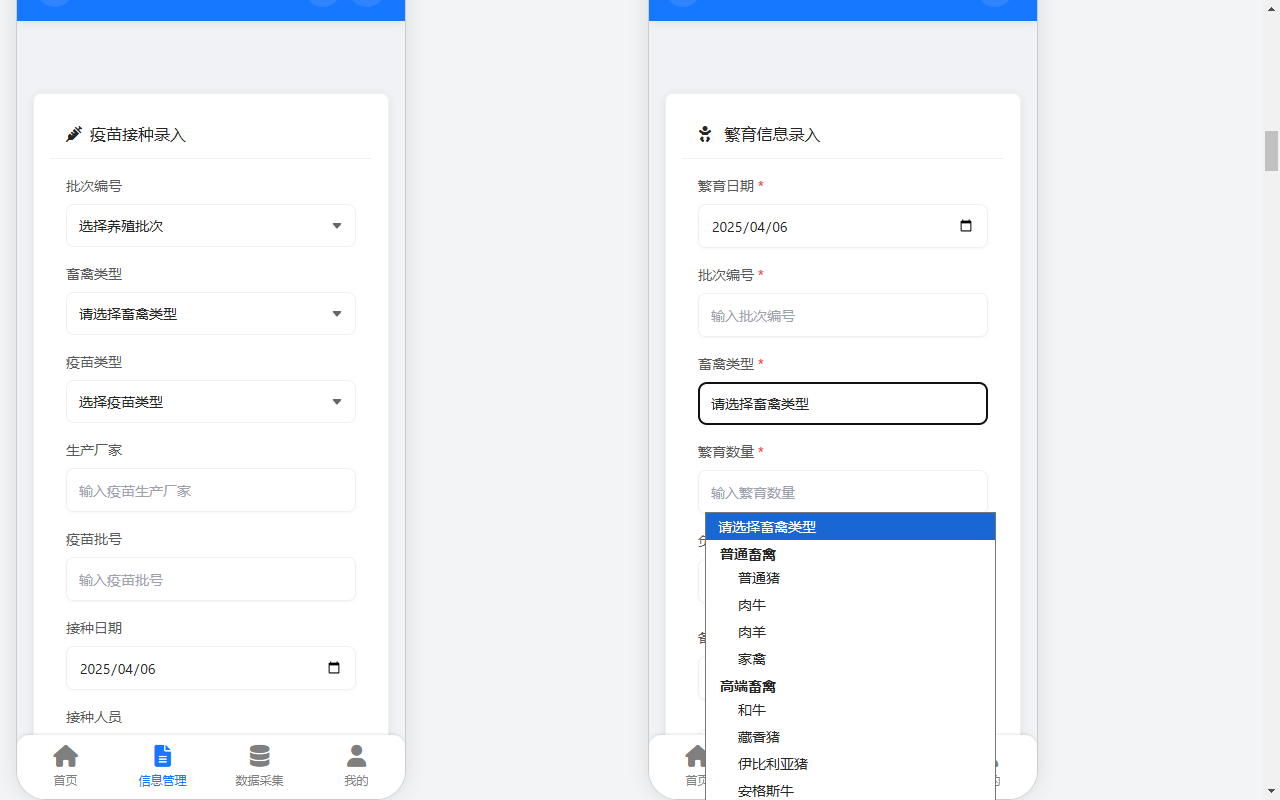 疫苗接种录入
批次编号
选择养殖批次
畜禽类型
请选择畜禽类型
疫苗类型
选择疫苗类型
生产厂家
输入疫苗生产厂家
疫苗批号
输入疫苗批号
接种日期
2025/04/06
接种人员
首页
信息管理
数据采集
我的
繁育信息录入
繁育日期 *
2025/04/06
批次编号 *
输入批次编号
畜禽类型 *
请选择畜禽类型
繁育数量 *
输入繁育数量
请选择畜禽类型
普通畜禽
普通猪
肉牛
肉羊
家禽
高端畜禽
和牛
藏香猪
伊比利亚猪
安格斯牛